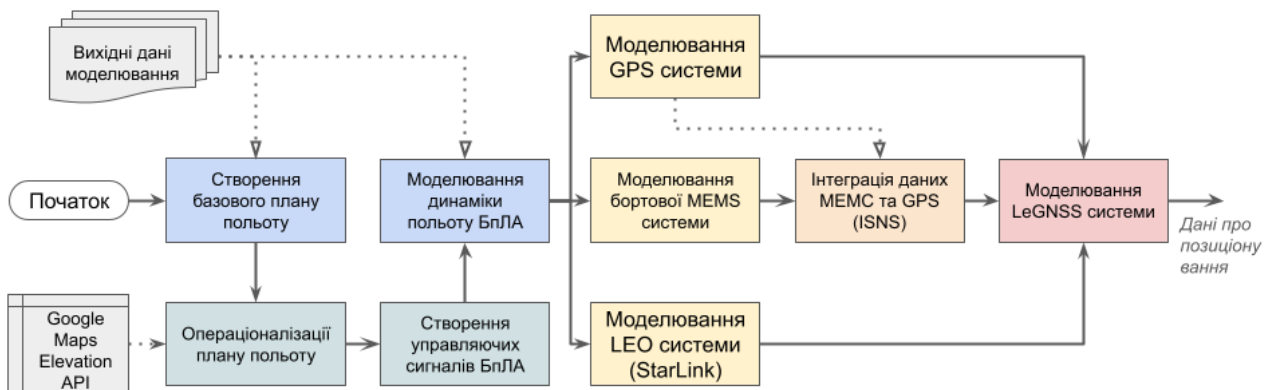 Вихідні дані
моделювання
Моделювання
GPS системи
Початок
Створення
базового плану
польоту
Моделювання
динаміки
польоту БпЛА
Моделювання
бортової MEMS
системи
Інтеграція даних
МЕМС та GPS
(ISNS)
Моделювання
LeGNSS системи
Дані про
позиціону
вання
Google
Maps
Elevation
API
Операціоналізації
плану польоту
Створення
управляючих
сигналів БпЛА
Моделювання
LEO системи
(StarLink)